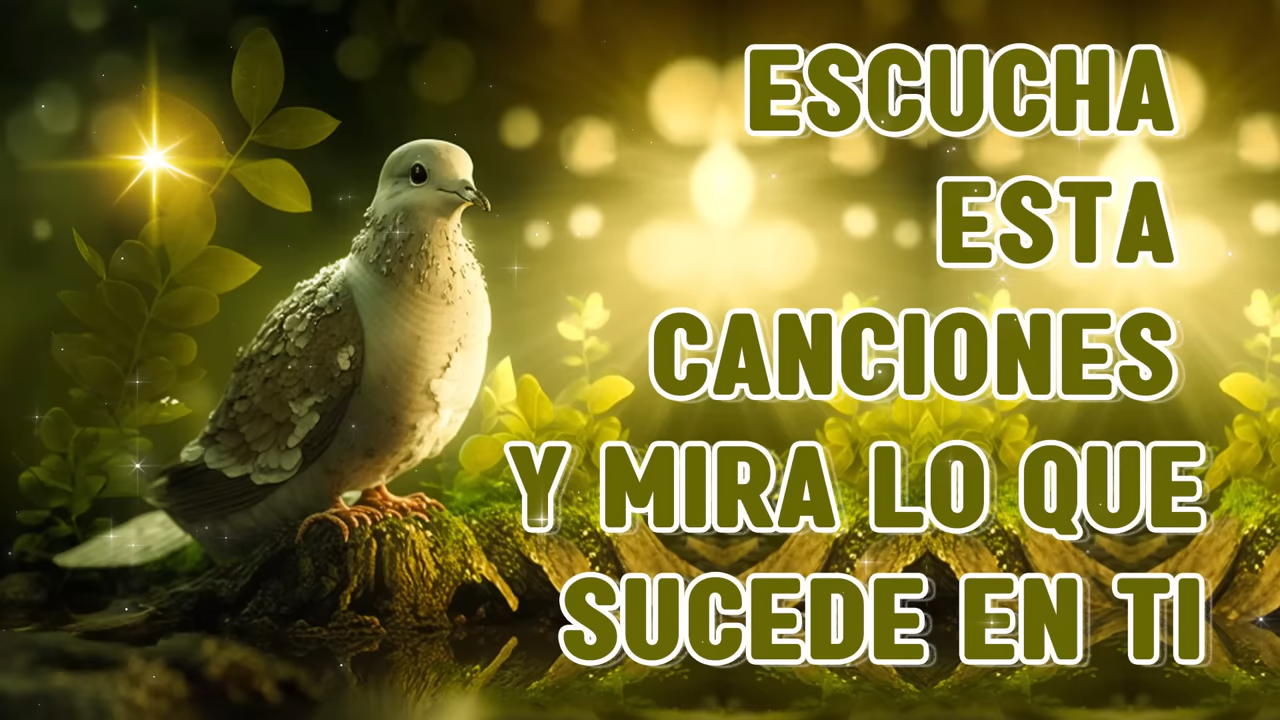 ESCUCHA
ESTA
CANCIONES
Y MIRA LO QUE
SUCEDE EN TI